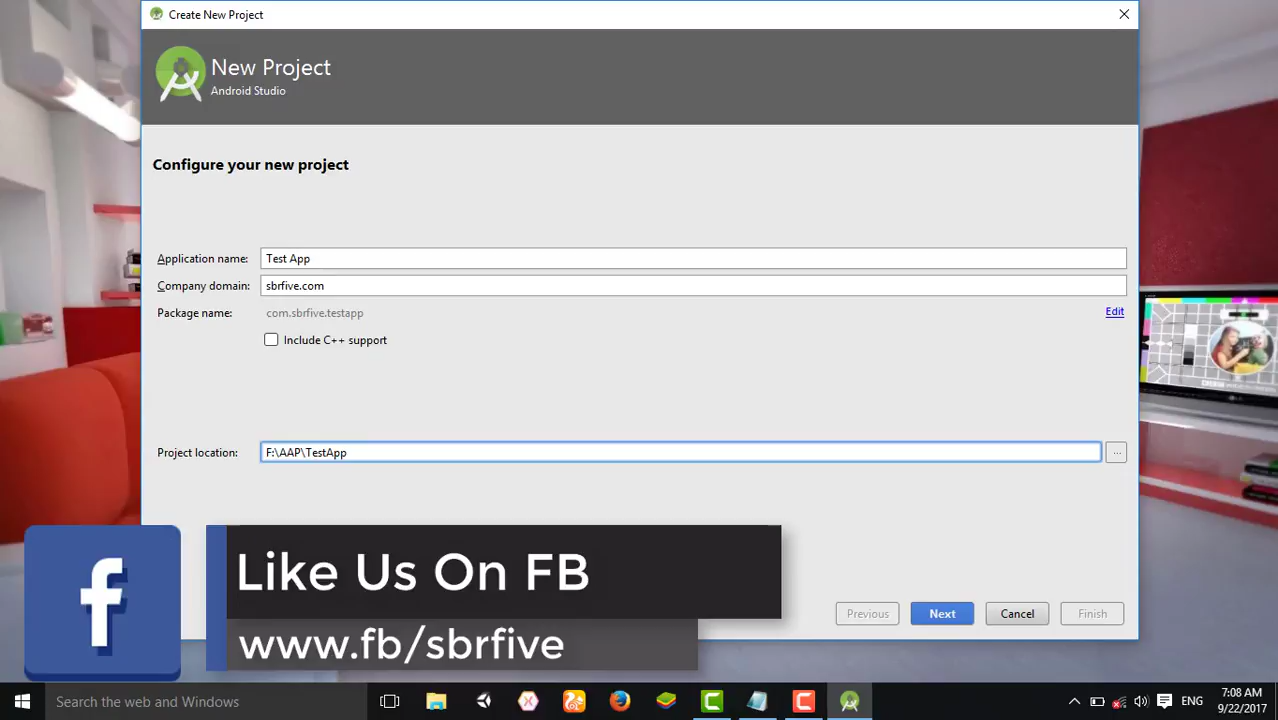 Create New Project
New Project
Android Studio
Configure your new project
Application name: Test App
Company domain: sbrfive.com
Package name: com.sbrfive.testapp Edit
Include C++ support
Project location: F:\AAP\TestApp ...
Like Us On FB
www.fb/sbrfive
Previous Next Cancel Finish
Search the web and Windows
ENG
7:08 AM
9/22/2017